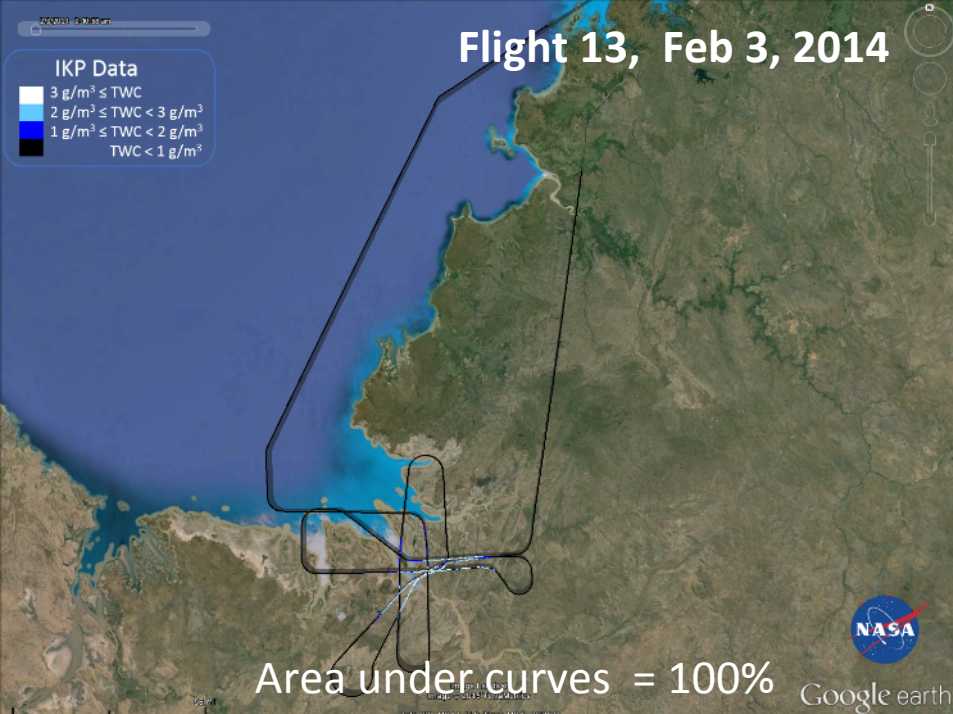 Flight 13, Feb 3, 2014
IKP Data
3 g/m³ ≤ TWC
2 g/m³ ≤ TWC < 3 g/m³
1 g/m³ ≤ TWC < 2 g/m³
TWC < 1 g/m³
NASA
Area under curves = 100%
Google earth